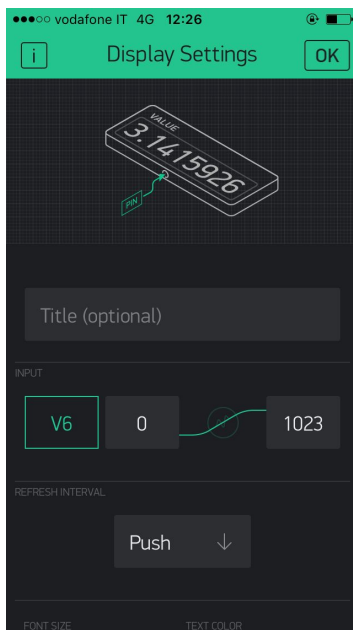 vodafone IT 4G 12:26
i Display Settings OK
VALUE
3.1415926
PIN
Title (optional)
INPUT
V6 0 1023
REFRESH INTERVAL
Push
FONT SIZE TEXT COLOR